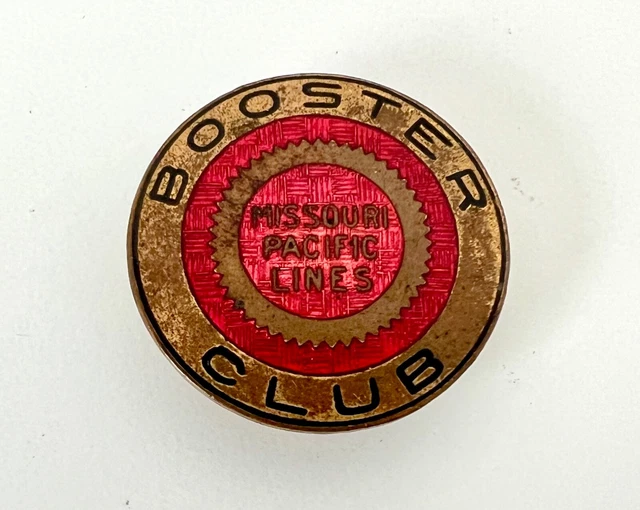 BOOSTER
MISSOURI
PACIFIC
LINES
CLUB